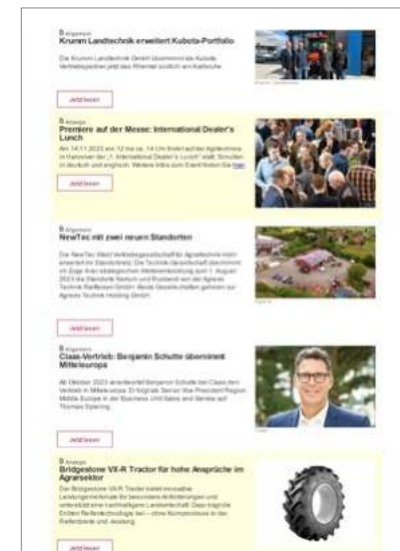 Allgemein
Krumm Landtechnik erweitert Kubota-Portfolio
Die Krumm Landtechnik GmbH übernimmt als Kubota
Vertriebspartner jetzt das Rheintal südlich von Karlsruhe.
Jetzt lesen
Anzeige
Premiere auf der Messe: International Dealer's
Lunch
Am 14.11.2023 von 12 bis ca. 14 Uhr findet auf der Agritechnica
in Hannover der „1. International Dealer's Lunch" statt.
in deutsch und englisch. Weitere Infos zum Event finden Sie hier.
Jetzt lesen
Allgemein
NewTec mit zwei neuen Standorten
Die NewTec West Vertriebsgesellschaft für Agrartechnik mbH
erweitert ihr Standortnetz. Die Technik-Gesellschaft übernimmt
im Zuge ihrer strategischen Weiterentwicklung zum 1. August
2023 die Standorte und von der Agravis
Technik Raiffeisen GmbH. Beide Gesellschaften gehören zur
Agravis Technik Holding GmbH.
Jetzt lesen
Allgemein
Claas-Vertrieb: Benjamin Schutte übernimmt
Mitteleuropa
Ab Oktober 2023 verantwortet Benjamin Schutte bei Claas den
Vertrieb in Mitteleuropa. Er folgt als Senior Vice President Region
Middle Europe in der Business Unit Sales and Service auf
Thomas Spiering.
Jetzt lesen
Anzeige
Bridgestone VX-R Tractor für hohe Ansprüche im
Agrarsektor
Der Bridgestone VX-R Tractor bietet innovative
Leistungsmerkmale für besondere Anforderungen und
unterstützt eine nachhaltigere Landwirtschaft. Dazu trägt die
Enliten Reifentechnologie bei – ohne Kompromisse in der
Reifenbreite und -leistung.
Jetzt lesen